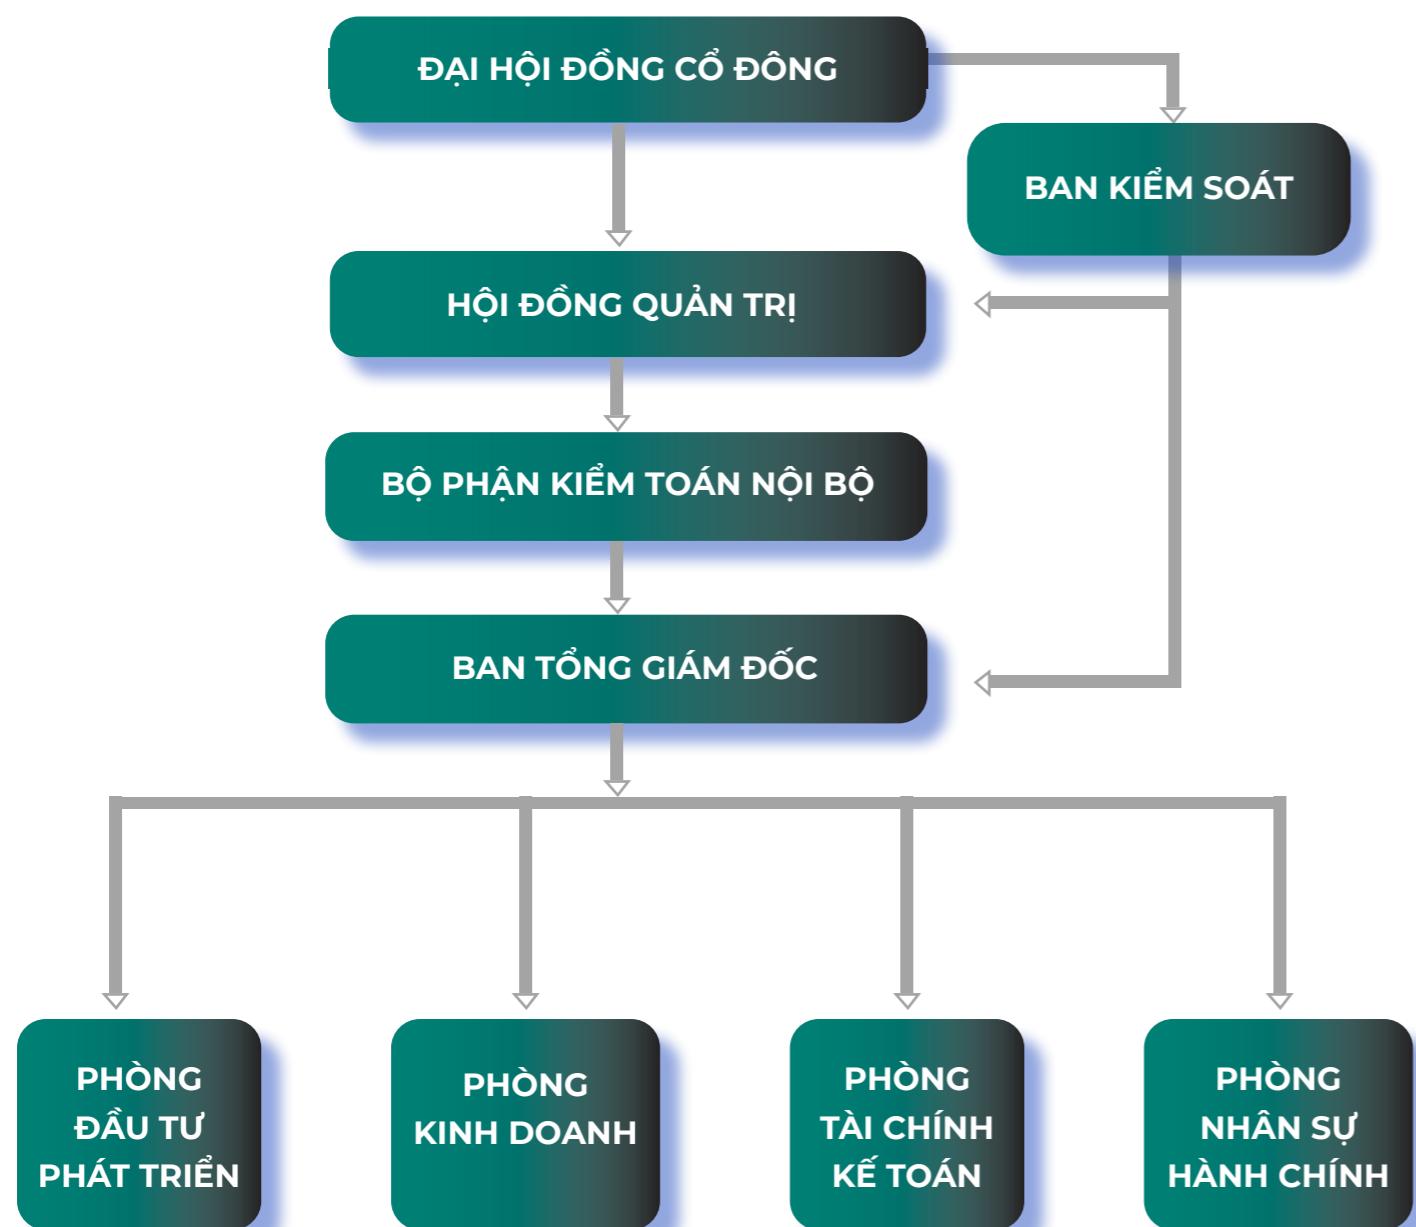 ĐẠI HỘI ĐỒNG CỔ ĐÔNG
BAN KIỂM SOÁT
HỘI ĐỒNG QUẢN TRỊ
BỘ PHẬN KIỂM TOÁN NỘI BỘ
BAN TỔNG GIÁM ĐỐC
PHÒNG
ĐẦU TƯ
PHÁT TRIỂN
PHÒNG
KINH DOANH
PHÒNG
TÀI CHÍNH
KẾ TOÁN
PHÒNG
NHÂN SỰ
HÀNH CHÍNH